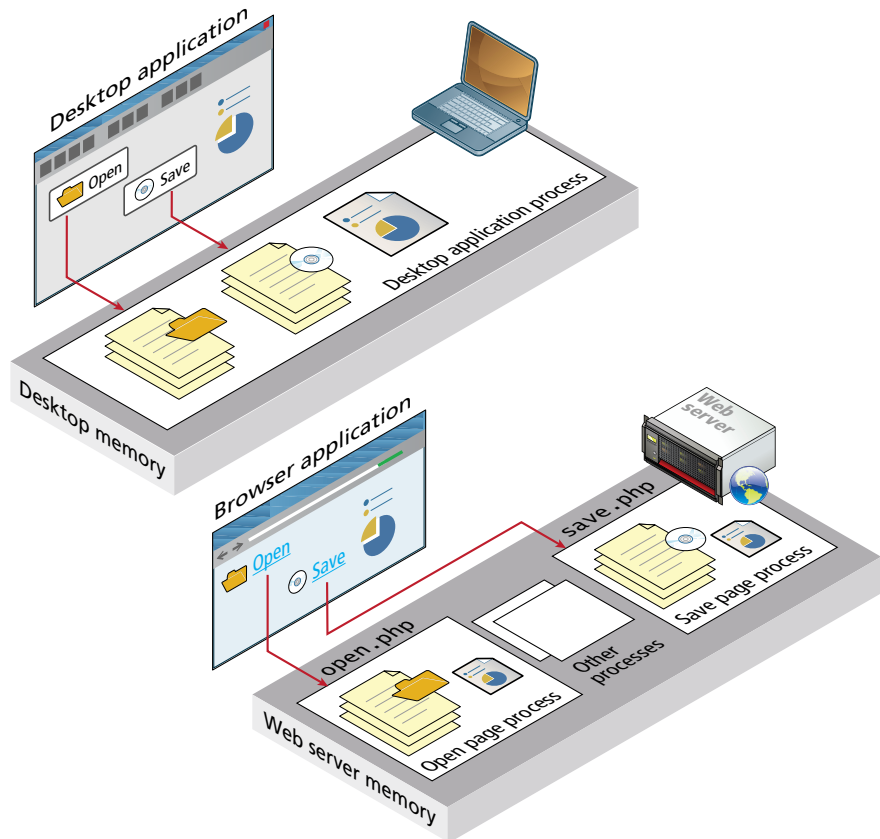 Desktop application
Open
Save
Desktop application process
Desktop memory
Browser application
Open
Save
Web
server
save.php
Save page process
open.php
Other
processes
Open page process
Web server memory